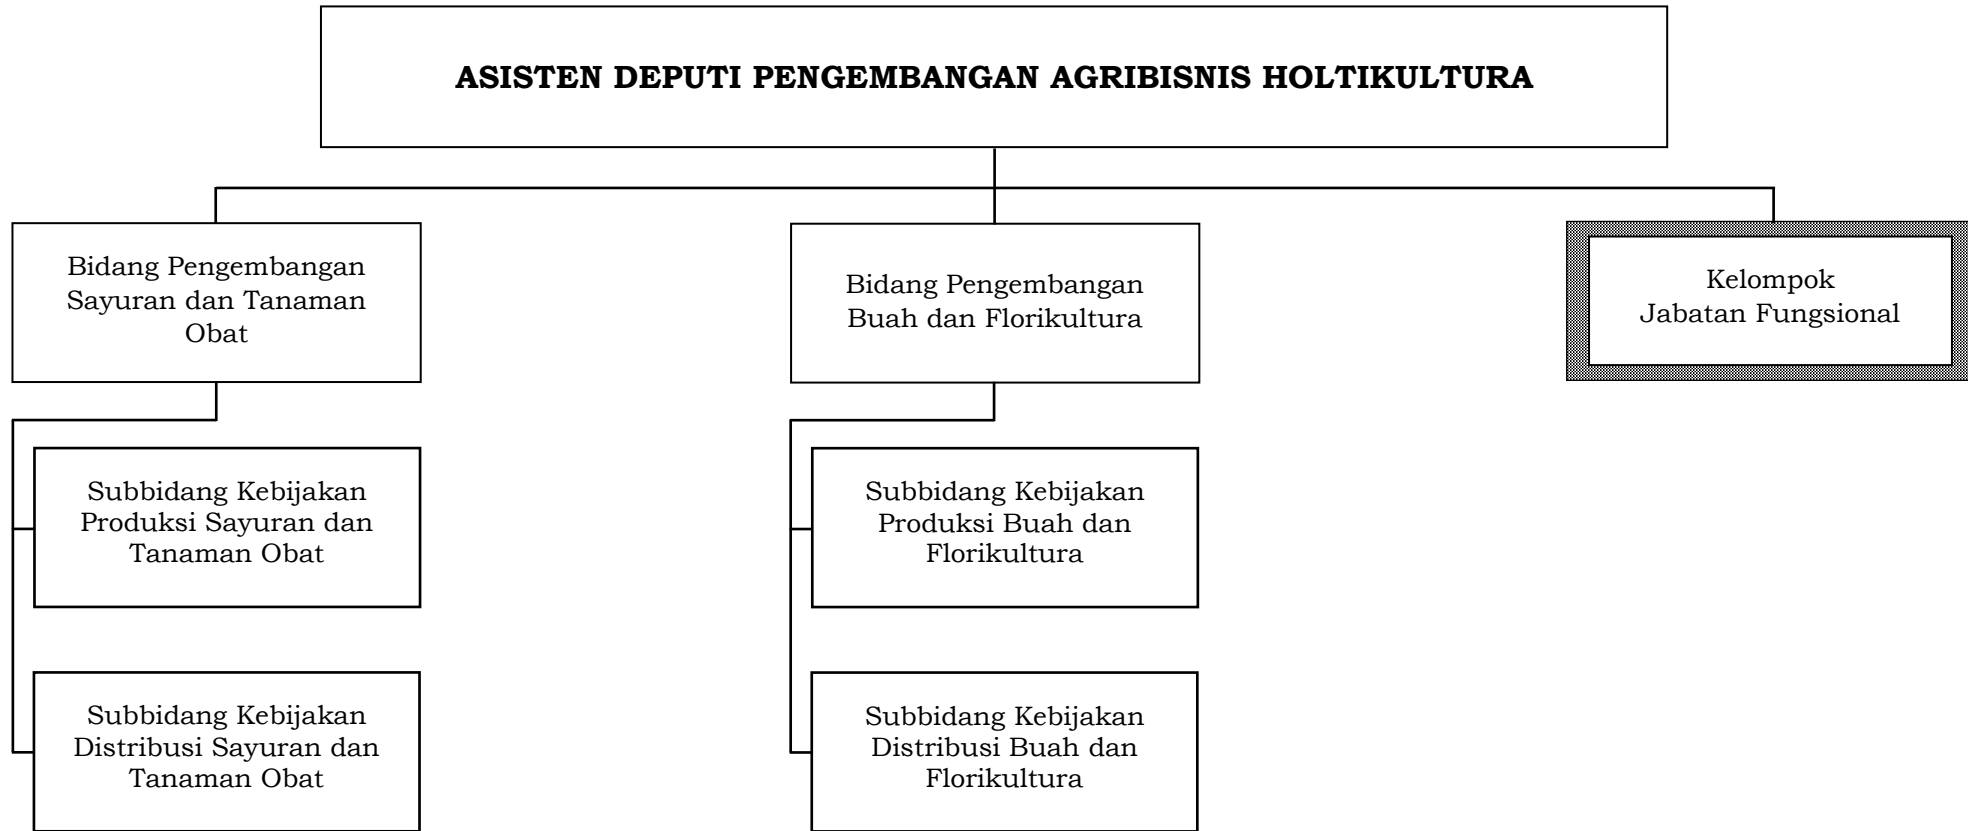 ASISTEN DEPUTI PENGEMBANGAN AGRIBISNIS HOLTIKULTURA
Bidang Pengembangan
Sayuran dan Tanaman
Obat
Bidang Pengembangan
Buah dan Florikultura
Kelompok
Jabatan Fungsional
Subbidang Kebijakan
Produksi Sayuran dan
Tanaman Obat
Subbidang Kebijakan
Produksi Buah dan
Florikultura
Subbidang Kebijakan
Distribusi Sayuran dan
Tanaman Obat
Subbidang Kebijakan
Distribusi Buah dan
Florikultura